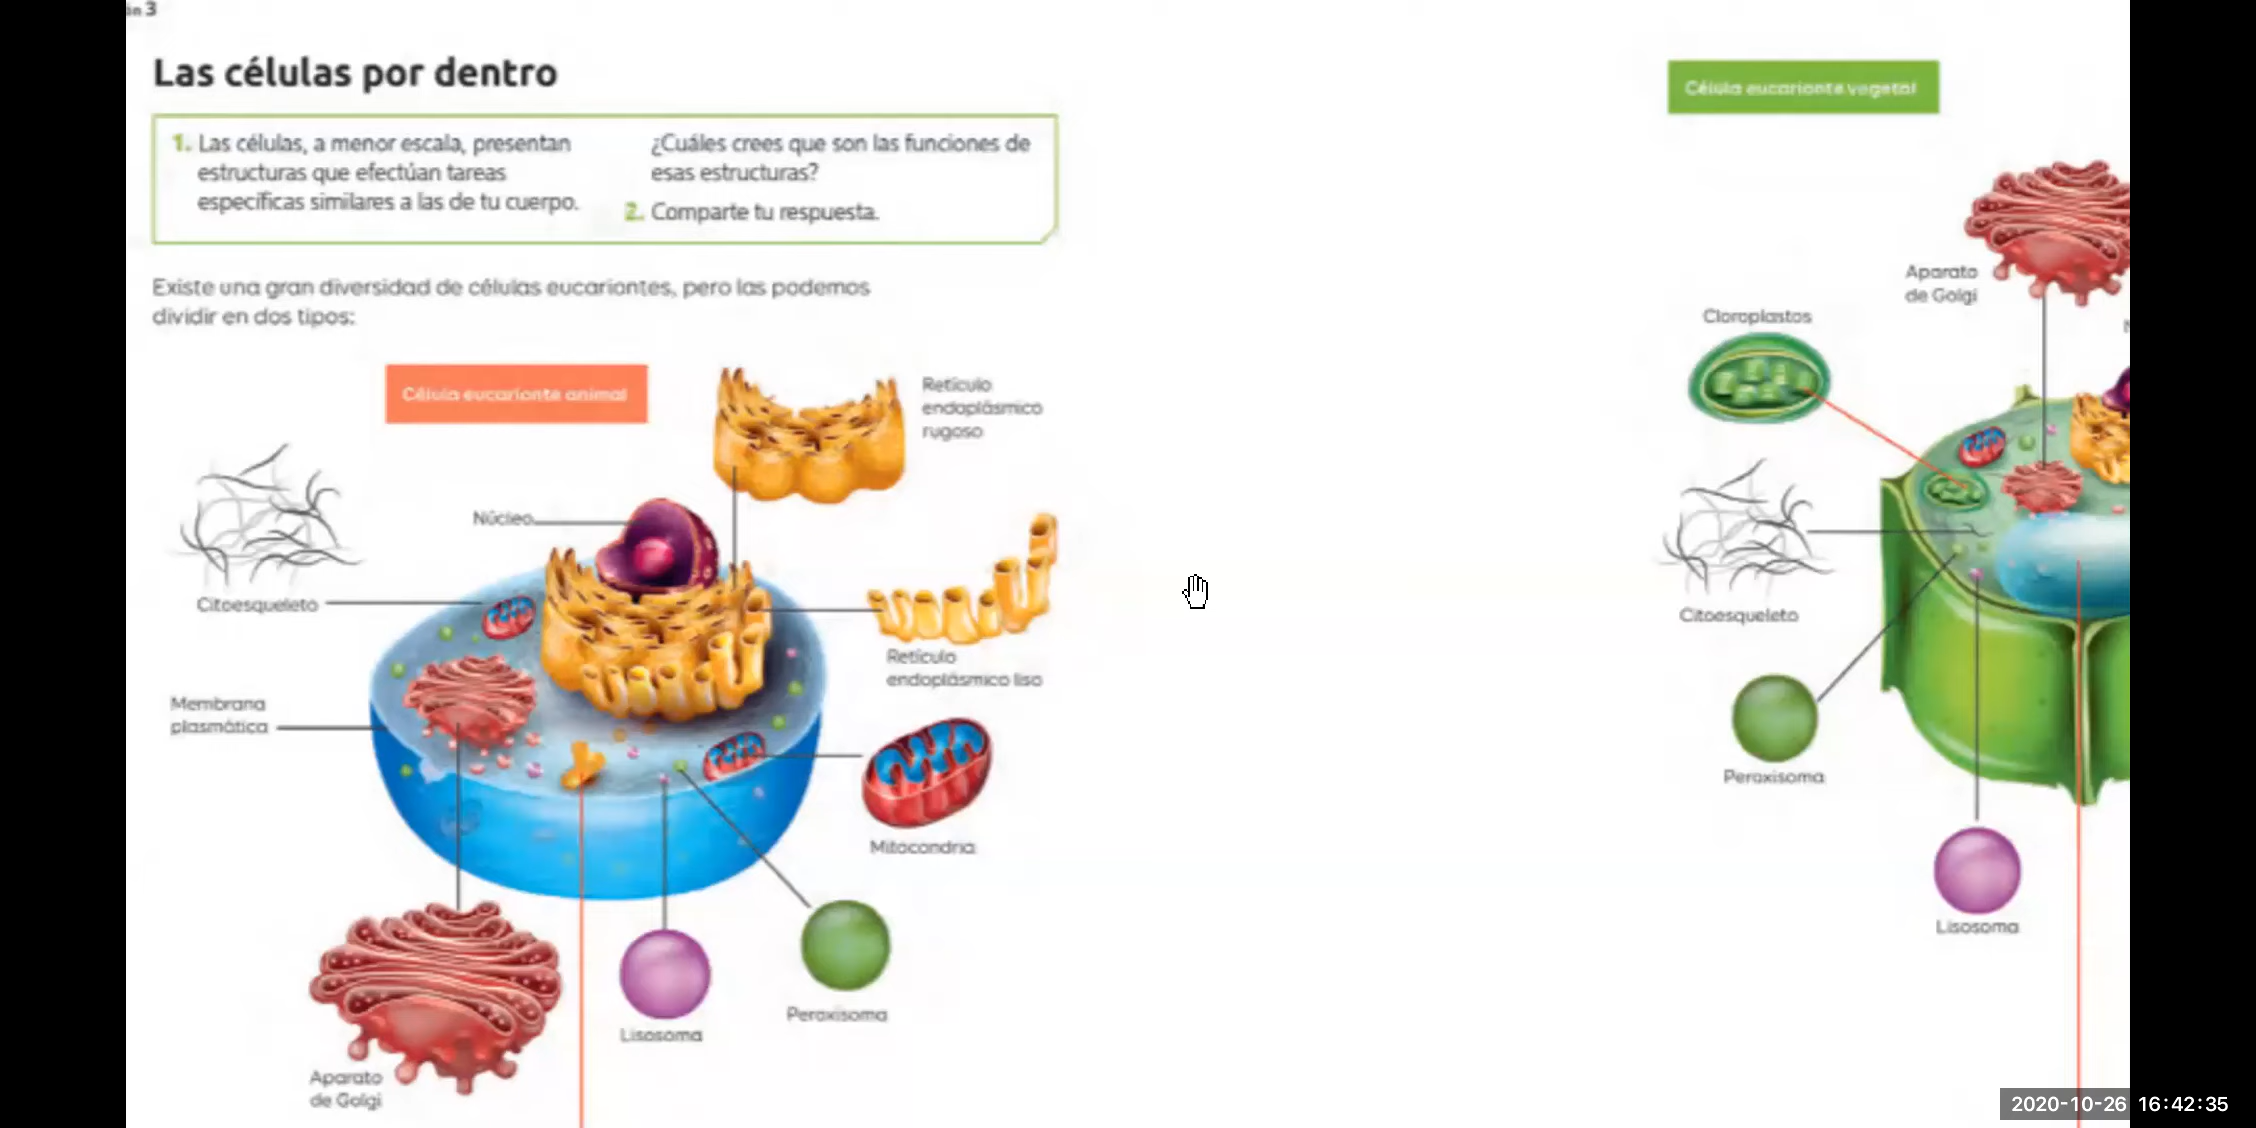 ón 3
Las células por dentro
1. Las células, a menor escala, presentan
estructuras que efectúan tareas
específicas similares a las de tu cuerpo.
¿Cuáles crees que son las funciones de
esas estructuras?
2. Comparte tu respuesta.
Existe una gran diversidad de células eucariontes, pero las podemos
dividir en dos tipos:
Célula eucarionte animal
Retículo
endoplásmico
rugoso
Núcleo
Citoesqueleto
Retículo
endoplásmico liso
Membrana
plasmática
Mitocondria
Peroxisoma
Lisosoma
Aparato
de Golgi
Célula eucarionte vegetal
Aparato
de Golgi
Cloroplastos
Citoesqueleto
Peroxisoma
Lisosoma
2020-10-26 16:42:35